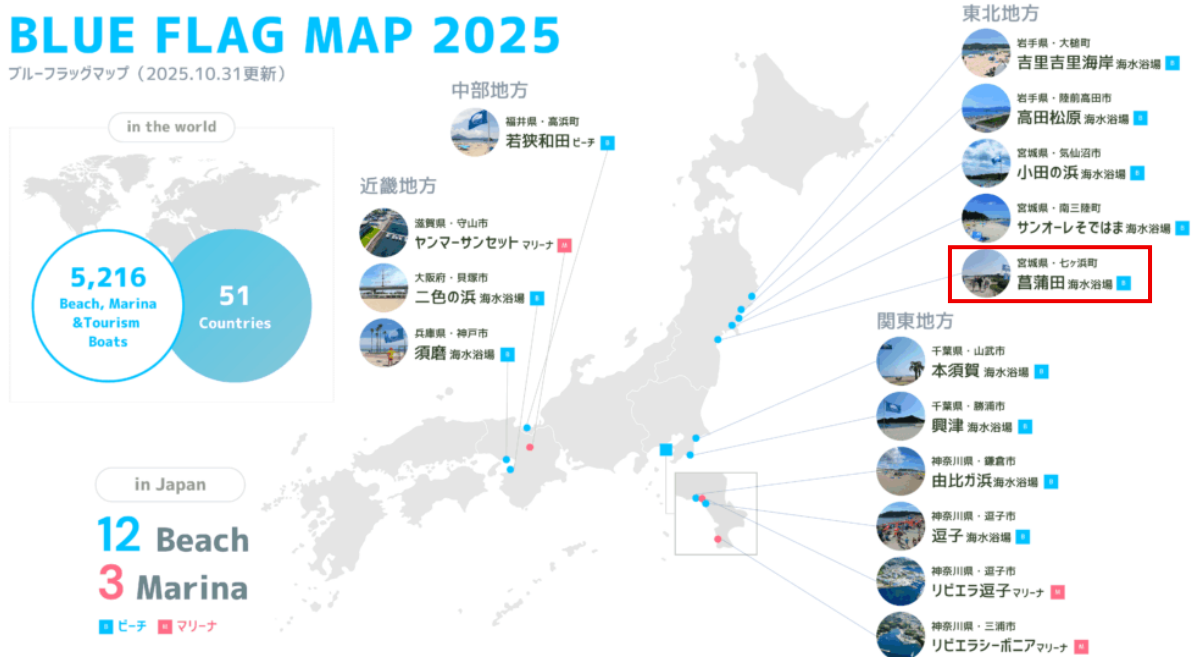 BLUE FLAG MAP 2025
ブルーフラッグマップ（2025.10.31更新）
in the world
5,216
Beach, Marina
&Tourism
Boats
51
Countries
in Japan
12 Beach
3 Marina
B ビーチ M マリーナ
中部地方
福井県・高浜町
若狭和田 ビーチ B
近畿地方
滋賀県・守山市
ヤンマーサンセット マリーナ M
大阪府・貝塚市
二色の浜 海水浴場 B
兵庫県・神戸市
須磨 海水浴場 B
東北地方
岩手県・大槌町
吉里吉里海岸 海水浴場 B
岩手県・陸前高田市
高田松原 海水浴場 B
宮城県・気仙沼市
小田の浜 海水浴場 B
宮城県・南三陸町
サンオーレそではま 海水浴場 B
宮城県・七ヶ浜町
菖蒲田 海水浴場 B
関東地方
千葉県・山武市
本須賀 海水浴場 B
千葉県・勝浦市
興津 海水浴場 B
神奈川県・鎌倉市
由比ガ浜 海水浴場 B
神奈川県・逗子市
逗子 海水浴場 B
神奈川県・逗子市
リビエラ逗子 マリーナ M
神奈川県・三浦市
リビエラシーボニア マリーナ M